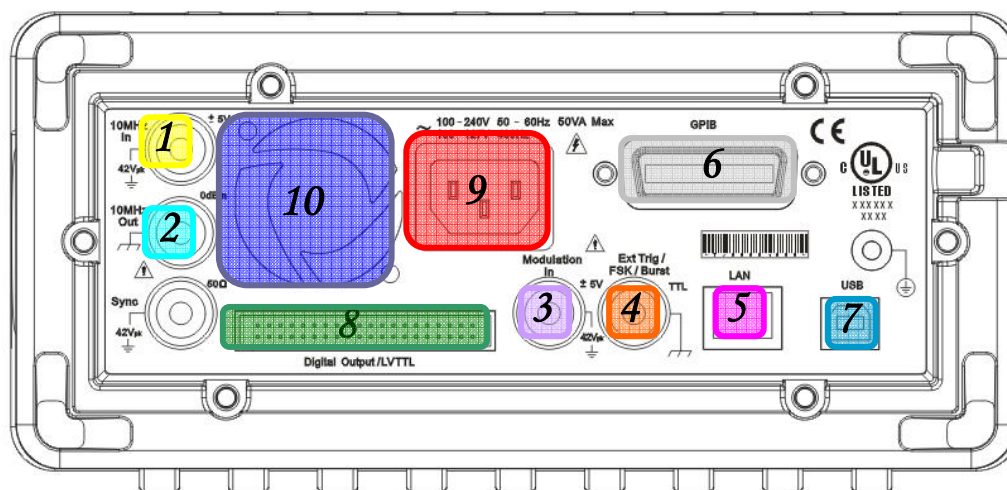 10MHz
In
± 5V
42Vpk
1
10
~ 100-240V 50 - 60Hz 50VA Max
9
GPIB
6
C UL US
LISTED
XXXXXX
XXXX
0dBm
10MHz
Out
2
50Ω
Sync
42Vpk
8
Digital Output/LVTTL
Modulation
In
± 5V
3
42Vpk
Ext Trig /
FSK / Burst
TTL
4
LAN
5
USB
7